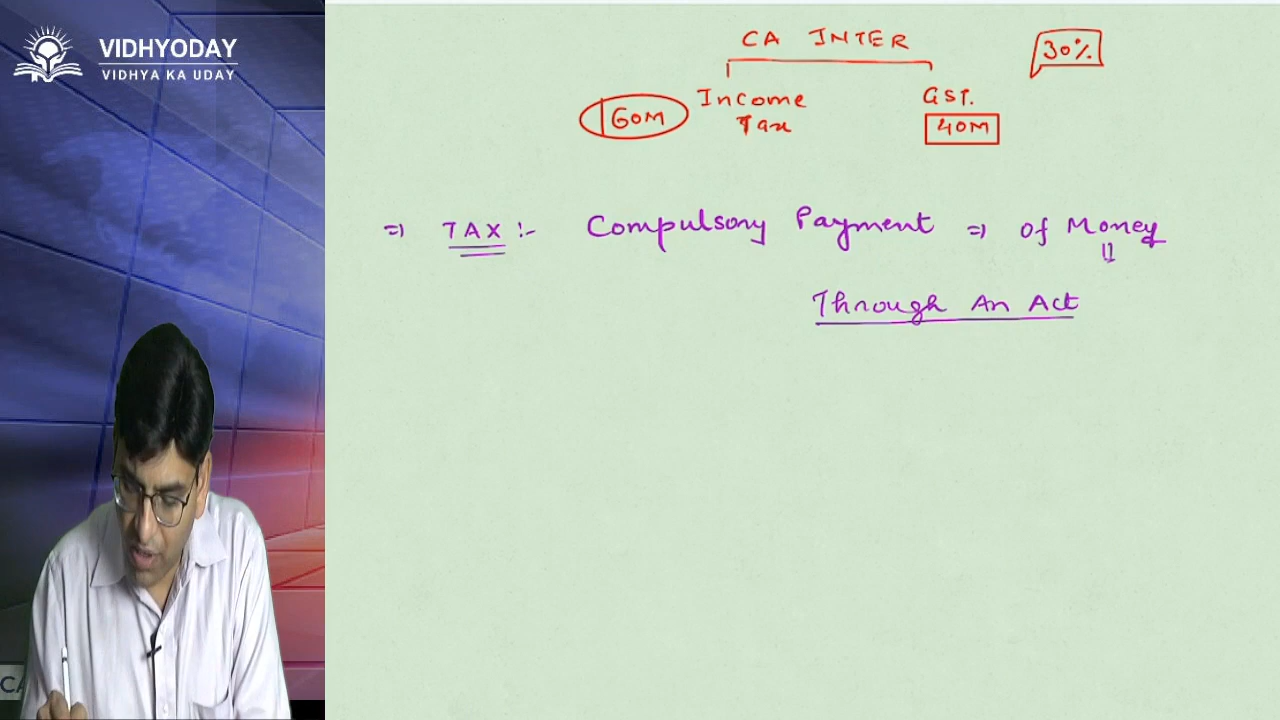 VIDHYODAY
VIDHYA KA UDAY
CA INTER
30%
60M Income Tax
GST.
40M
=> TAX :- Compulsory Payment => of Money
Through An Act
CA